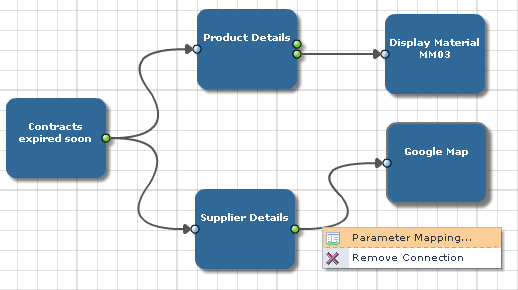 Product Details
Display Material
MM03
Contracts
expired soon
Google Map
Supplier Details
Parameter Mapping...
Remove Connection